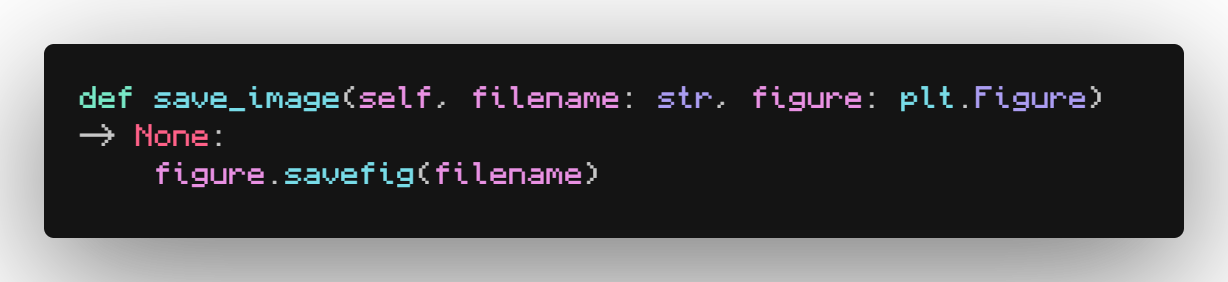 def save_image(self, filename: str, figure: plt.Figure)
-> None:
    figure.savefig(filename)